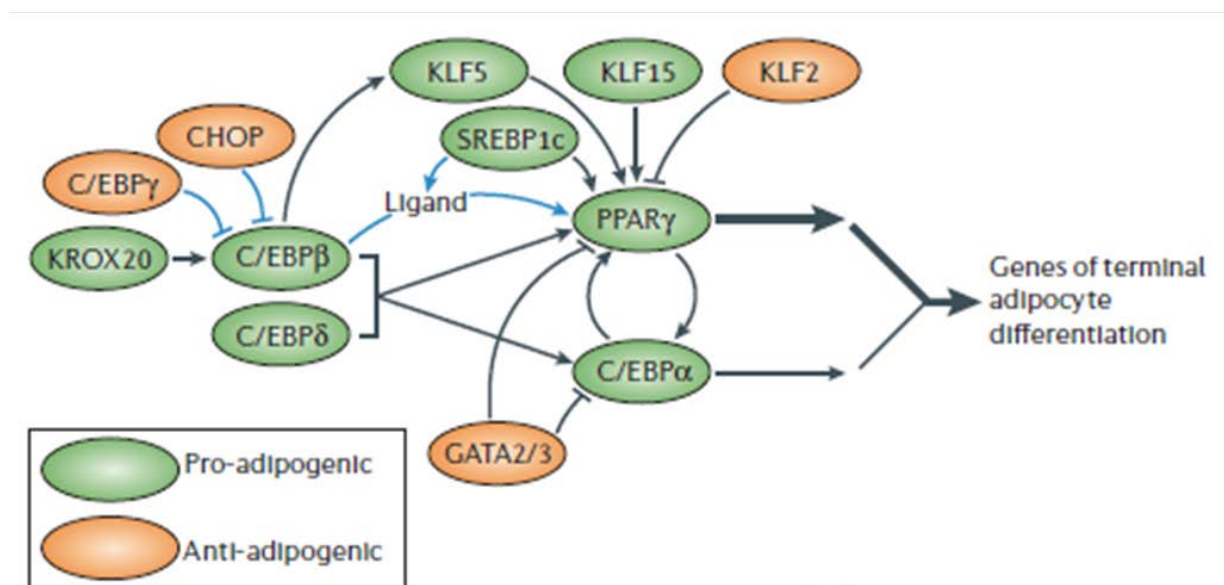 KLF5
KLF15
KLF2
CHOP
SREBP1c
C/EBPγ
Ligand
PPARγ
KROX20
C/EBPβ
Genes of terminal
adipocyte
differentiation
C/EBPδ
C/EBPα
GATA2/3
Pro-adipogenic
Anti-adipogenic